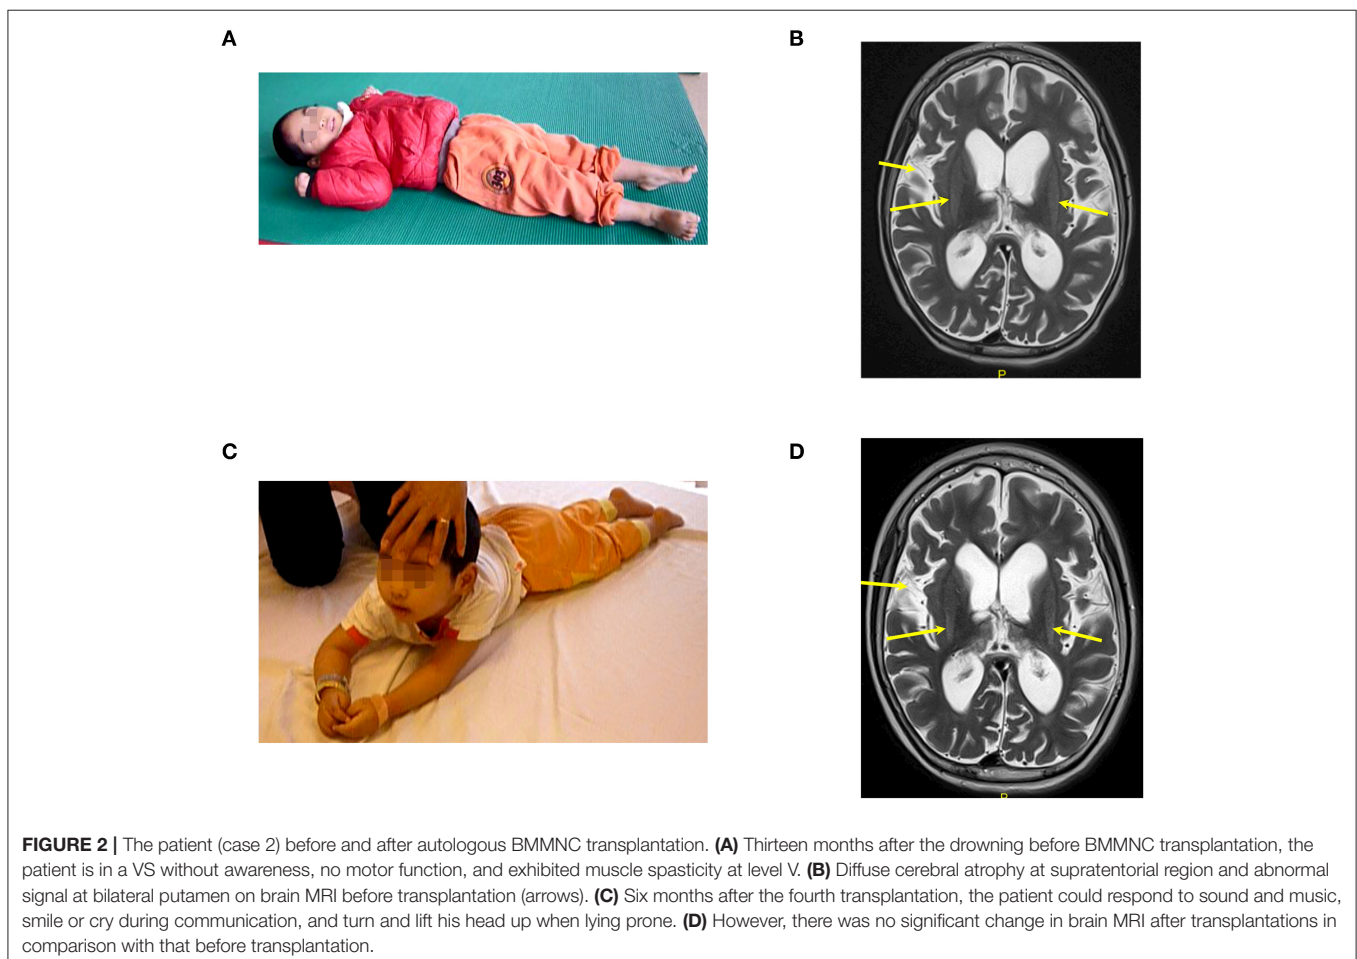 A
B
P
C
D
FIGURE 2 | The patient (case 2) before and after autologous BMMNC transplantation. (A) Thirteen months after the drowning before BMMNC transplantation, the
patient is in a VS without awareness, no motor function, and exhibited muscle spasticity at level V. (B) Diffuse cerebral atrophy at supratentorial region and abnormal
signal at bilateral putamen on brain MRI before transplantation (arrows). (C) Six months after the fourth transplantation, the patient could respond to sound and music,
smile or cry during communication, and turn and lift his head up when lying prone. (D) However, there was no significant change in brain MRI after transplantations in
comparison with that before transplantation.